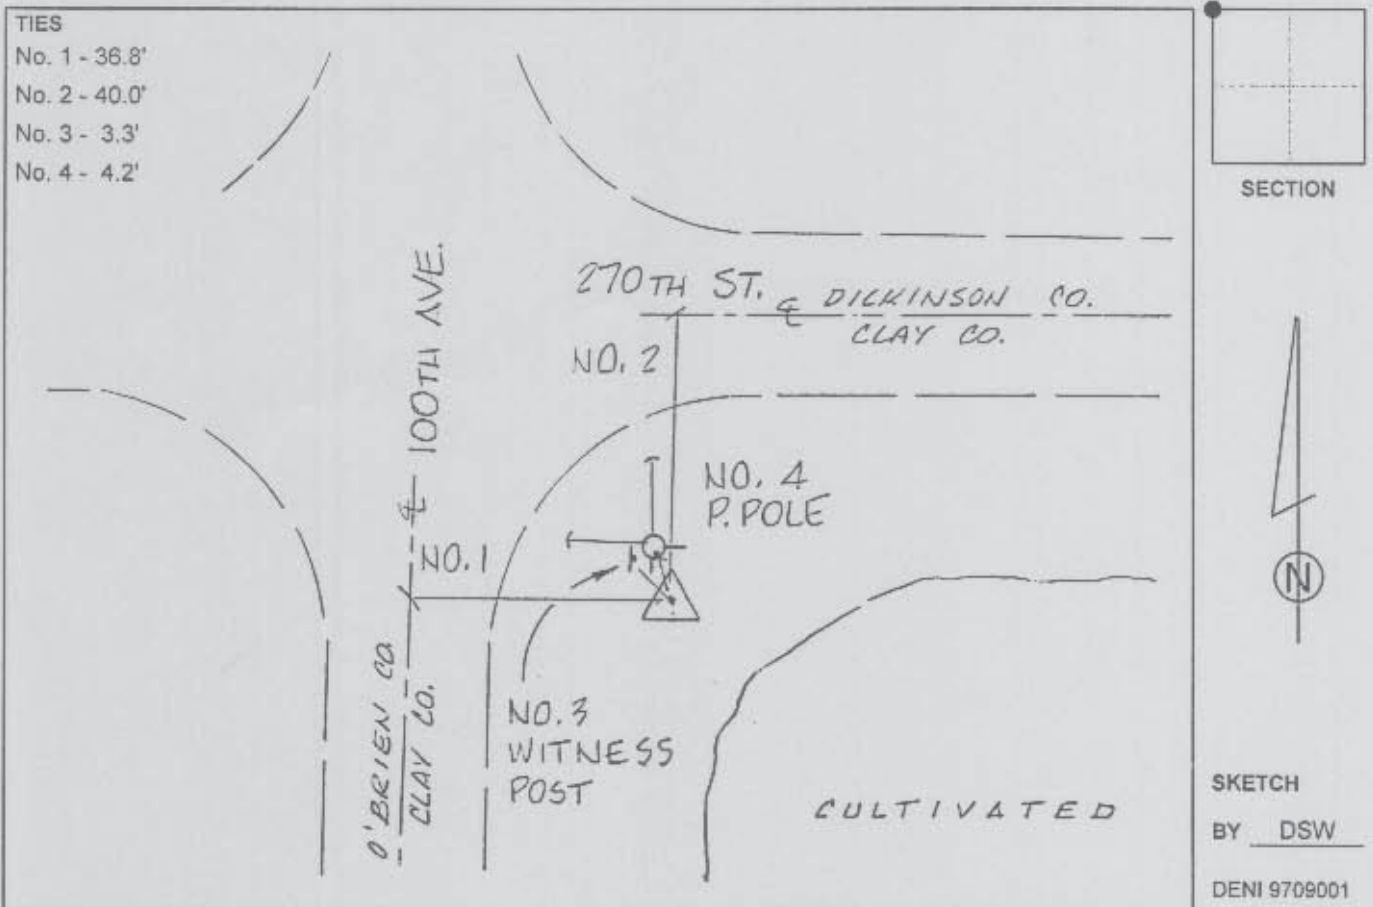 TIES
No. 1 - 36.8'
No. 2 - 40.0'
No. 3 - 3.3'
No. 4 - 4.2'
SECTION
270TH ST. ℄ DICKINSON CO.
CLAY CO.
NO. 2
℄ 100TH AVE.
NO. 4
P. POLE
NO. 1
O'BRIEN CO.
CLAY CO.
NO. 3
WITNESS
POST
CULTIVATED
N
SKETCH
BY DSW
DENI 9709001